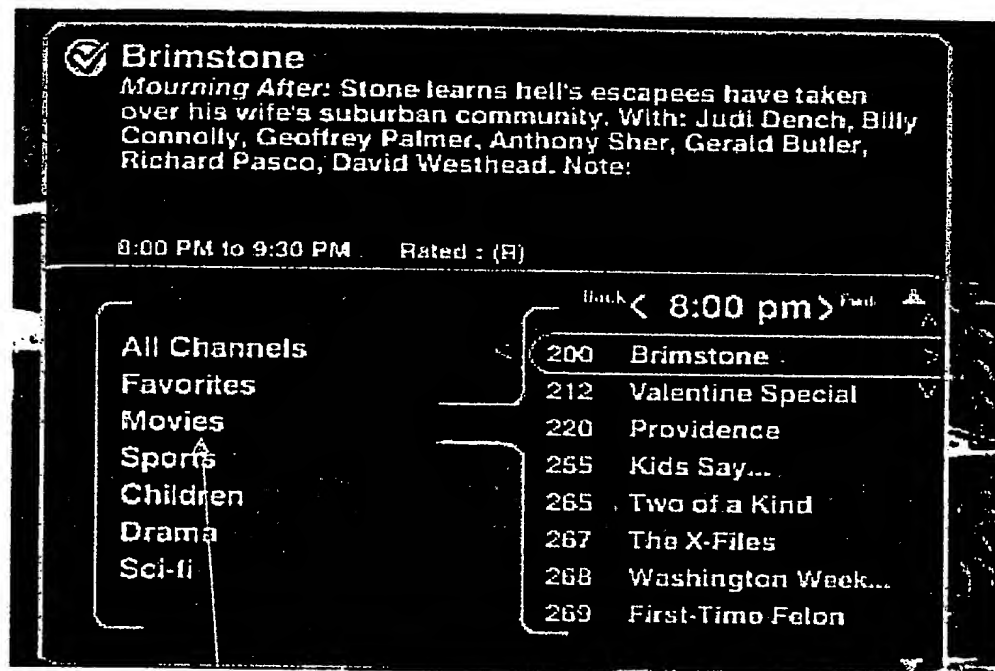 Brimstone
Mourning After: Stone learns hell's escapees have taken
over his wife's suburban community. With: Judi Dench, Billy
Connolly, Geoffrey Palmer, Anthony Sher, Gerald Butler,
Richard Pasco, David Westhead. Note:
8:00 PM to 9:30 PM Rated : (R)
Back < 8:00 pm > Fwd
All Channels
Favorites
Movies
Sports
Children
Drama
Sci-fi
200 Brimstone
212 Valentine Special
220 Providence
255 Kids Say...
265 Two of a Kind
267 The X-Files
268 Washington Week...
269 First-Time Felon